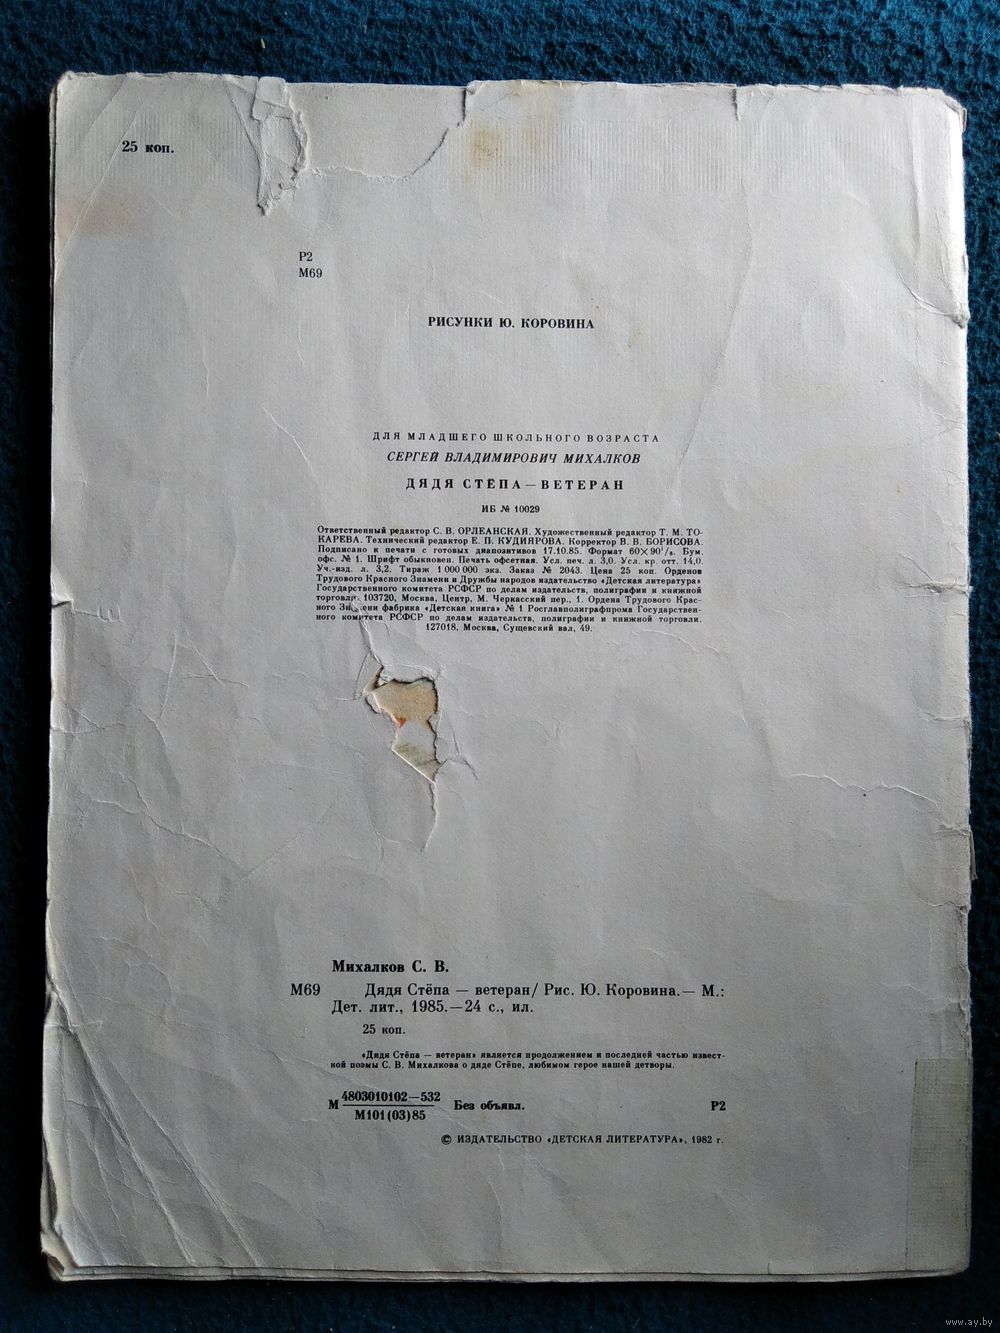 25 коп.
Р2
М69
РИСУНКИ Ю. КОРОВИНА
ДЛЯ МЛАДШЕГО ШКОЛЬНОГО ВОЗРАСТА
СЕРГЕЙ ВЛАДИМИРОВИЧ МИХАЛКОВ
ДЯДЯ СТЁПА — ВЕТЕРАН
ИБ № 10029
Ответственный редактор С. В. ОРЛЕАНСКАЯ. Художественный редактор Т. М. ТО-
КАРЕВА. Технический редактор Е. П. КУДИЯРОВА. Корректор В. В. БОРИСОВА.
Подписано к печати с готовых диапозитивов 17.10.85. Формат 60×90¹/₈. Бум.
офс. № 1. Шрифт обыкновен. Печать офсетная. Усл. печ. л. 3,0. Усл. кр. отт. 14,0.
Уч.-изд. л. 3,2. Тираж 1 000 000 экз. Заказ № 2043. Цена 25 коп. Орденов
Трудового Красного Знамени и Дружбы народов издательство «Детская литература»
Государственного комитета РСФСР по делам издательств, полиграфии и книжной
торговли. 103720, Москва, Центр, М. Черкасский пер., 1. Ордена Трудового Крас-
ного Знамени фабрика «Детская книга» № 1 Росглавполиграфпрома Государствен-
ного комитета РСФСР по делам издательств, полиграфии и книжной торговли.
127018, Москва, Сущевский вал, 49.
Михалков С. В.
М69 Дядя Стёпа — ветеран/ Рис. Ю. Коровина.— М.:
Дет. лит., 1985.—24 с., ил.
25 коп.
«Дядя Стёпа — ветеран» является продолжением и последней частью извест-
ной поэмы С. В. Михалкова о дяде Стёпе, любимом герое нашей детворы.
М 4803010102—532
М101(03)85 Без объявл. Р2
© ИЗДАТЕЛЬСТВО «ДЕТСКАЯ ЛИТЕРАТУРА», 1982 г.
www.ay.by